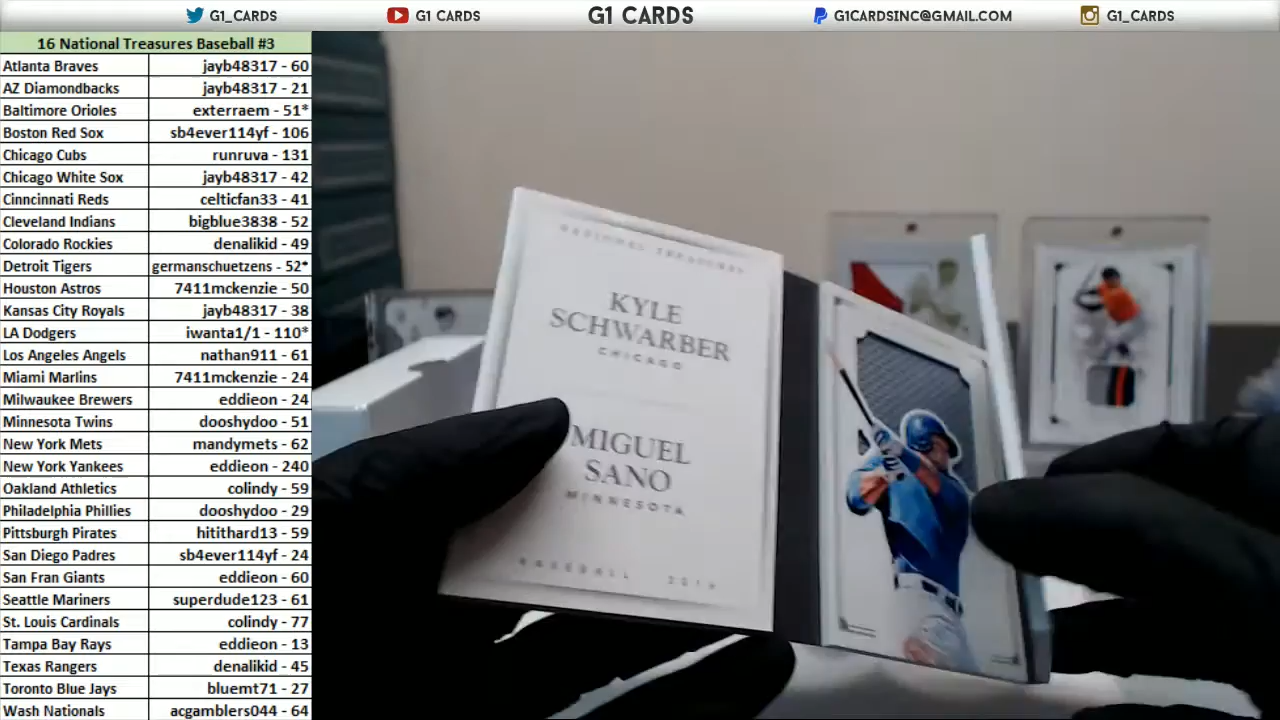 G1_CARDS G1 CARDS G1 CARDS G1CARDSINC@GMAIL.COM G1_CARDS
16 National Treasures Baseball #3
Atlanta Braves jayb48317 - 60
AZ Diamondbacks jayb48317 - 21
Baltimore Orioles exterraem - 51*
Boston Red Sox sb4ever114yf - 106
Chicago Cubs runruva - 131
Chicago White Sox jayb48317 - 42
Cinncinnati Reds celticfan33 - 41
Cleveland Indians bigblue3838 - 52
Colorado Rockies denalikid - 49
Detroit Tigers germanschuetzens - 52*
Houston Astros 7411mckenzie - 50
Kansas City Royals jayb48317 - 38
LA Dodgers iwanta1/1 - 110*
Los Angeles Angels nathan911 - 61
Miami Marlins 7411mckenzie - 24
Milwaukee Brewers eddieon - 24
Minnesota Twins dooshydoo - 51
New York Mets mandymets - 62
New York Yankees eddieon - 240
Oakland Athletics colindy - 59
Philadelphia Phillies dooshydoo - 29
Pittsburgh Pirates hitithard13 - 59
San Diego Padres sb4ever114yf - 24
San Fran Giants eddieon - 60
Seattle Mariners superdude123 - 61
St. Louis Cardinals colindy - 77
Tampa Bay Rays eddieon - 13
Texas Rangers denalikid - 45
Toronto Blue Jays bluemt71 - 27
Wash Nationals acgamblers044 - 64
NATIONAL TREASURES
KYLE
SCHWARBER
CHICAGO
MIGUEL
SANO
MINNESOTA
BASEBALL 2016